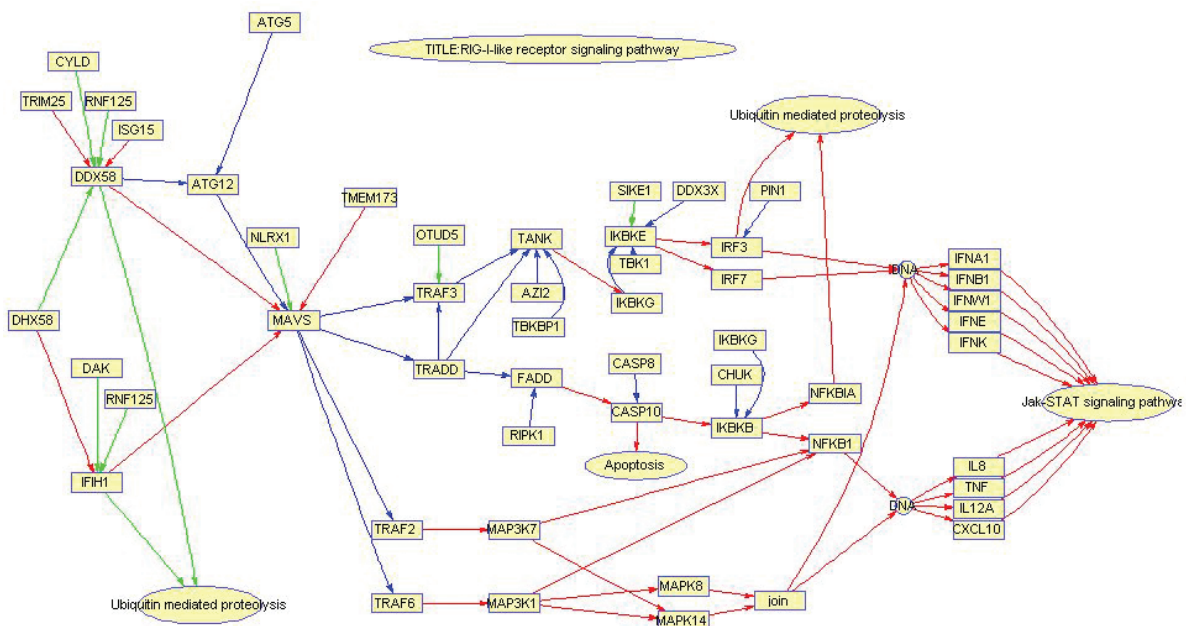 ATG5
TITLE:RIG-I-like receptor signaling pathway
CYLD
TRIM25
RNF125
ISG15
Ubiquitin mediated proteolysis
DDX58
ATG12
TMEM173
SIKE1
DDX3X
PIN1
NLRX1
OTUD5
TANK
IKBKE
IRF3
IFNA1
TBK1
DNA
IFNB1
IRF7
TRAF3
AZI2
IKBKG
IFNW1
DHX58
MAVS
TBKBP1
IFNE
IKBKG
IFNK
DAK
TRADD
FADD
CASP8
CHUK
RNF125
NFKBIA
Jak-STAT signaling pathwa
CASP10
IKBKB
RIPK1
NFKB1
IFIH1
Apoptosis
IL8
TNF
DNA
IL12A
TRAF2
MAP3K7
CXCL10
MAPK8
Ubiquitin mediated proteolysis
TRAF6
MAP3K1
join
MAPK14